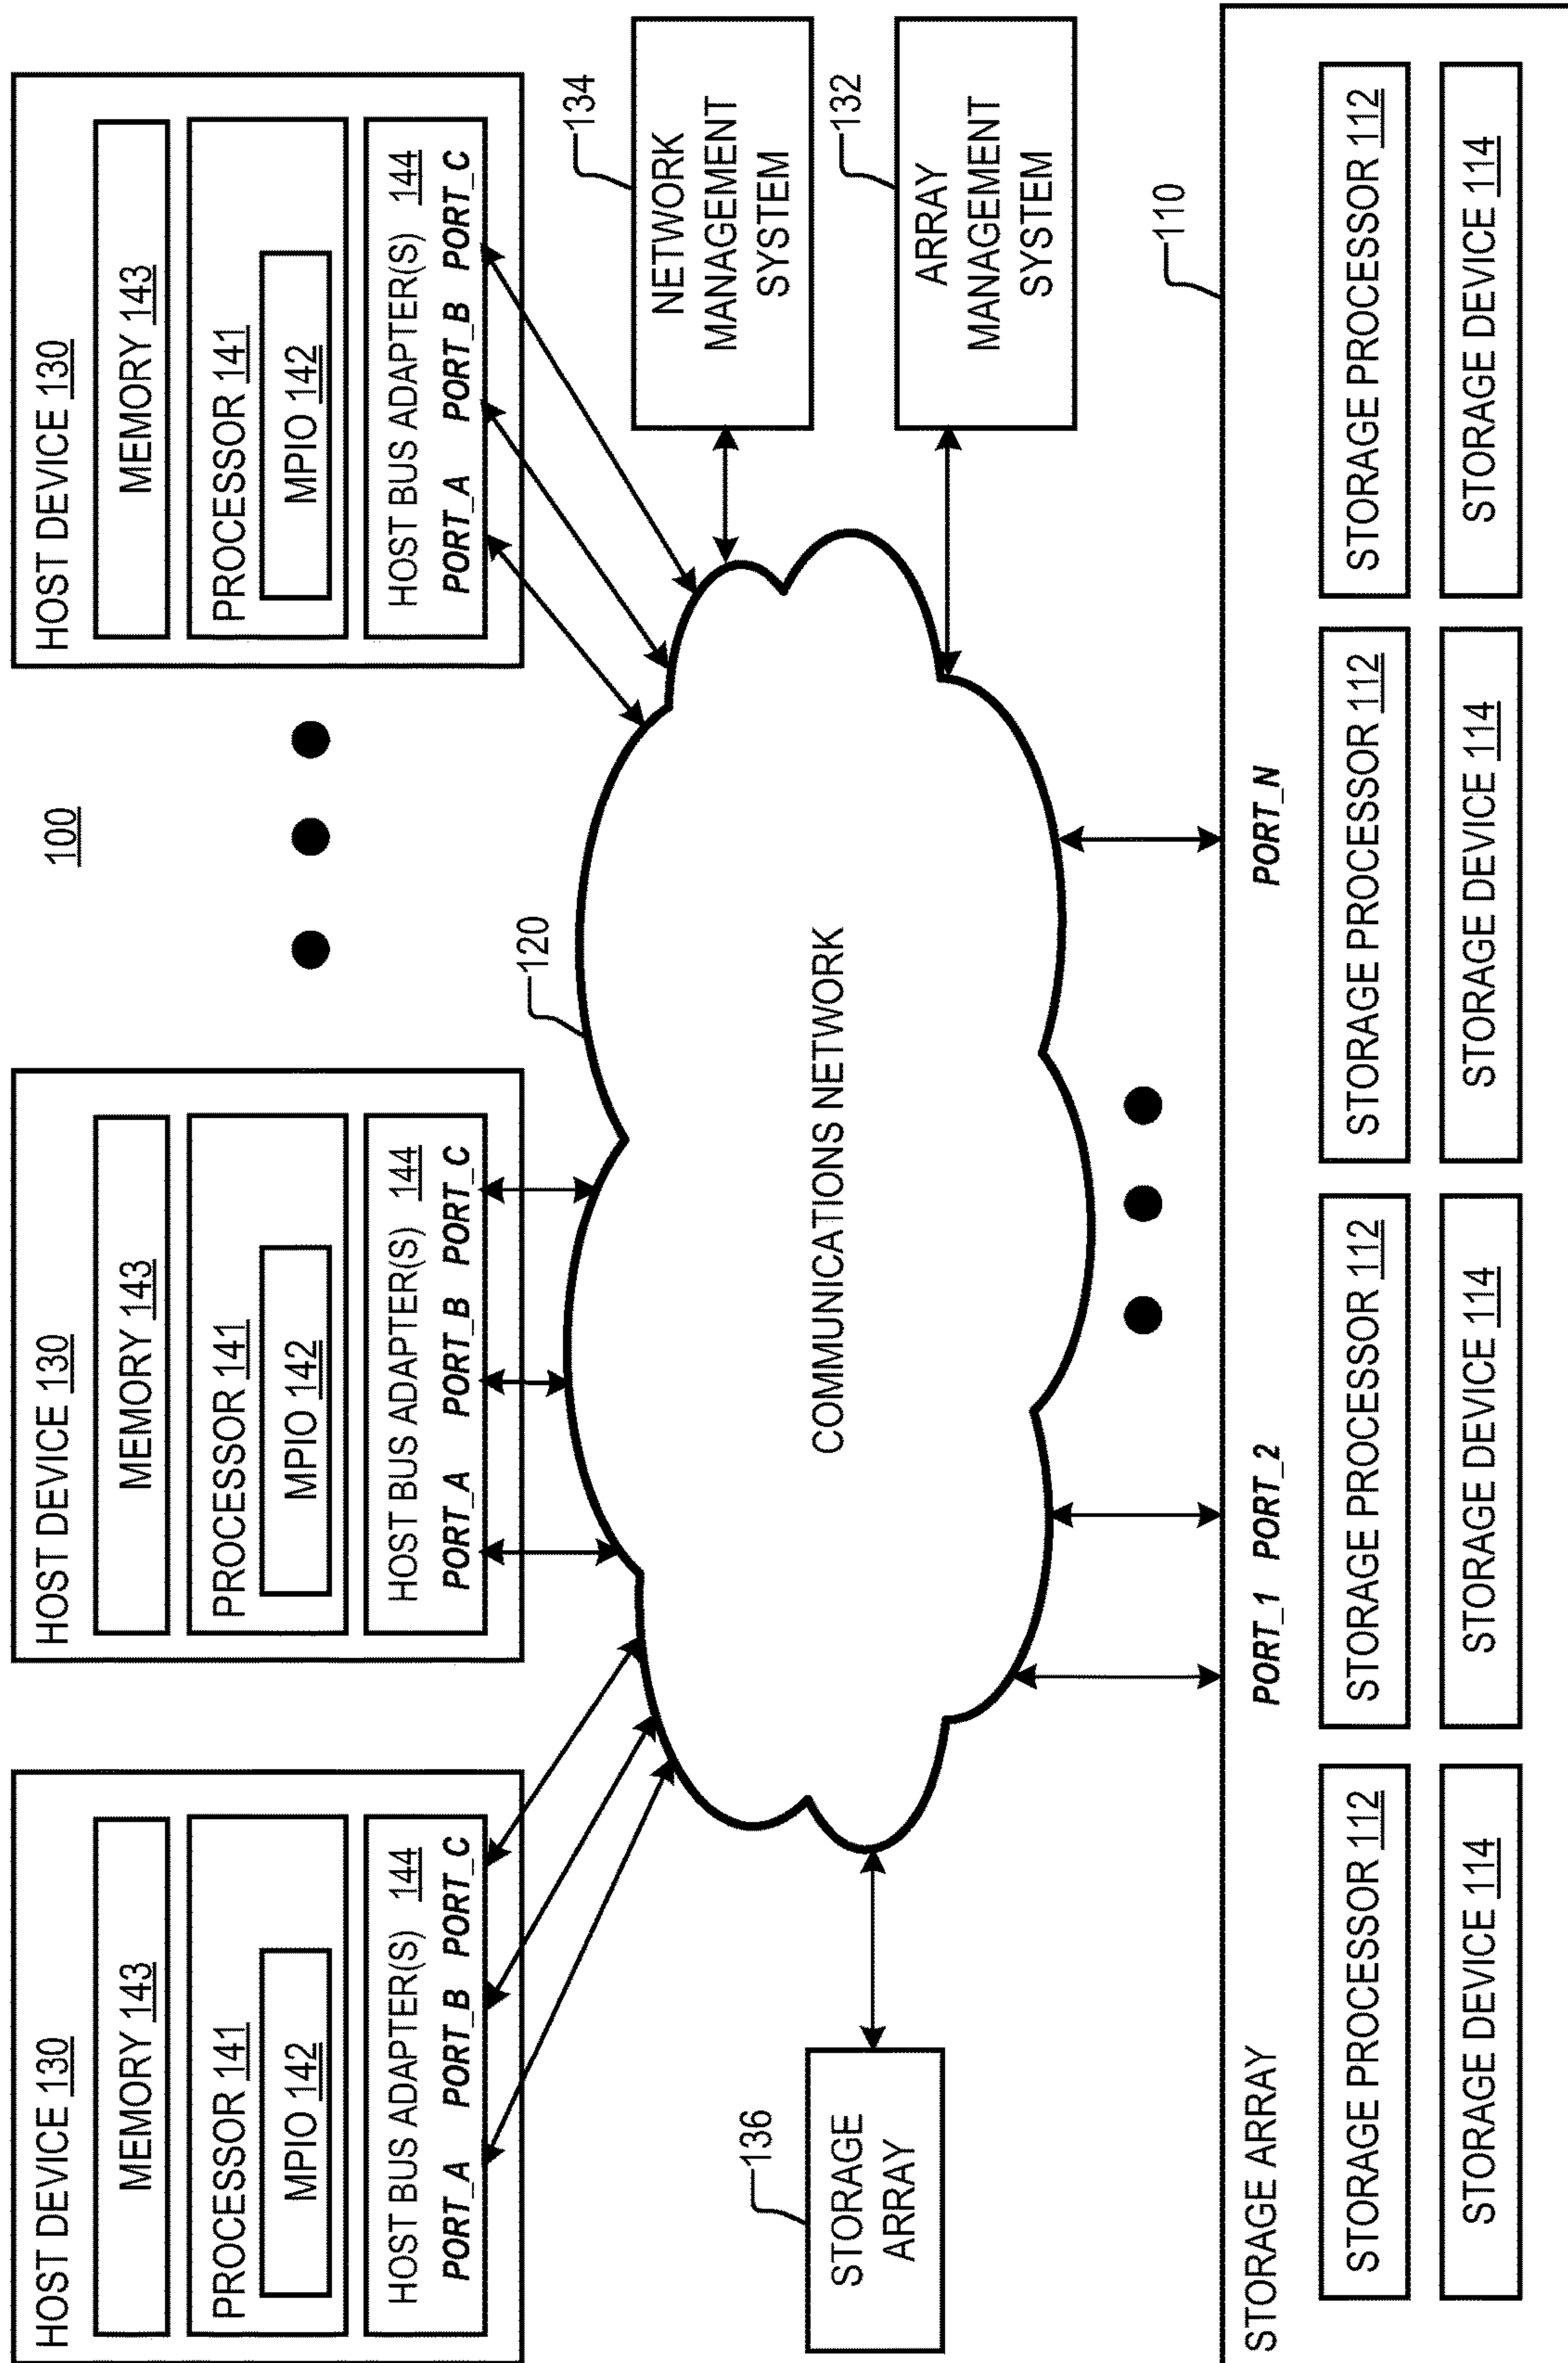 100
HOST DEVICE 130
MEMORY 143
PROCESSOR 141
MPIO 142
HOST BUS ADAPTER(S) 144
PORT_A PORT_B PORT_C
HOST DEVICE 130
MEMORY 143
PROCESSOR 141
MPIO 142
HOST BUS ADAPTER(S) 144
PORT_A PORT_B PORT_C
HOST DEVICE 130
MEMORY 143
PROCESSOR 141
MPIO 142
HOST BUS ADAPTER(S) 144
PORT_A PORT_B PORT_C
120
COMMUNICATIONS NETWORK
136
STORAGE
ARRAY
134
NETWORK
MANAGEMENT
SYSTEM
132
ARRAY
MANAGEMENT
SYSTEM
110
STORAGE ARRAY
PORT_1 PORT_2 PORT_N
STORAGE PROCESSOR 112
STORAGE PROCESSOR 112
STORAGE PROCESSOR 112
STORAGE PROCESSOR 112
STORAGE DEVICE 114
STORAGE DEVICE 114
STORAGE DEVICE 114
STORAGE DEVICE 114